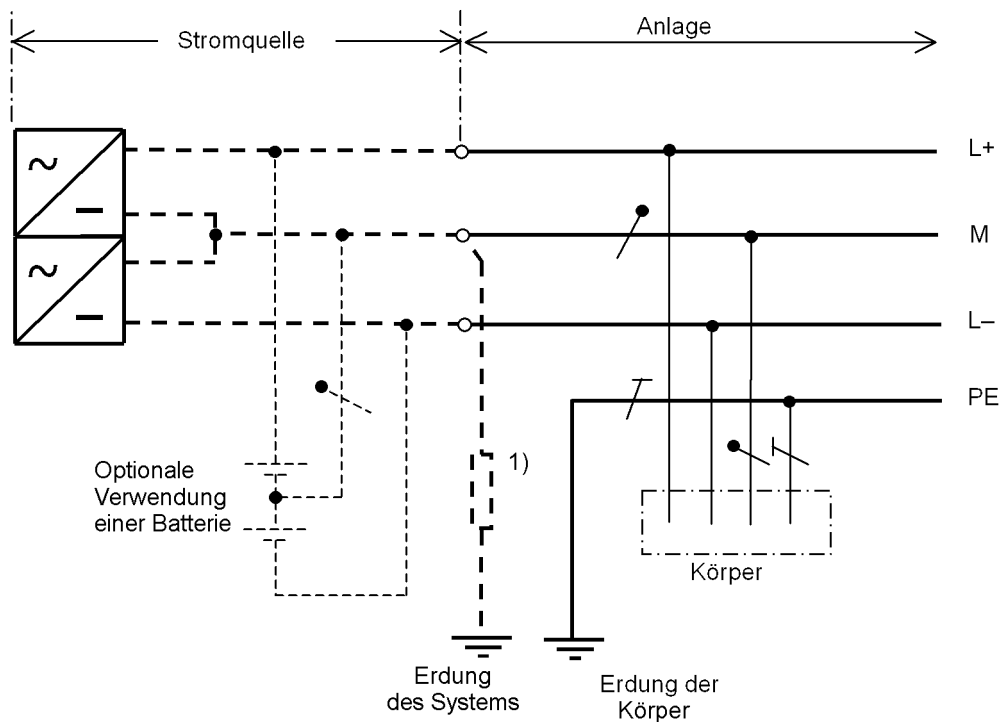 Stromquelle
Anlage
L+
M
L–
PE
Optionale
Verwendung
einer Batterie
1)
Körper
Erdung
des Systems
Erdung der
Körper